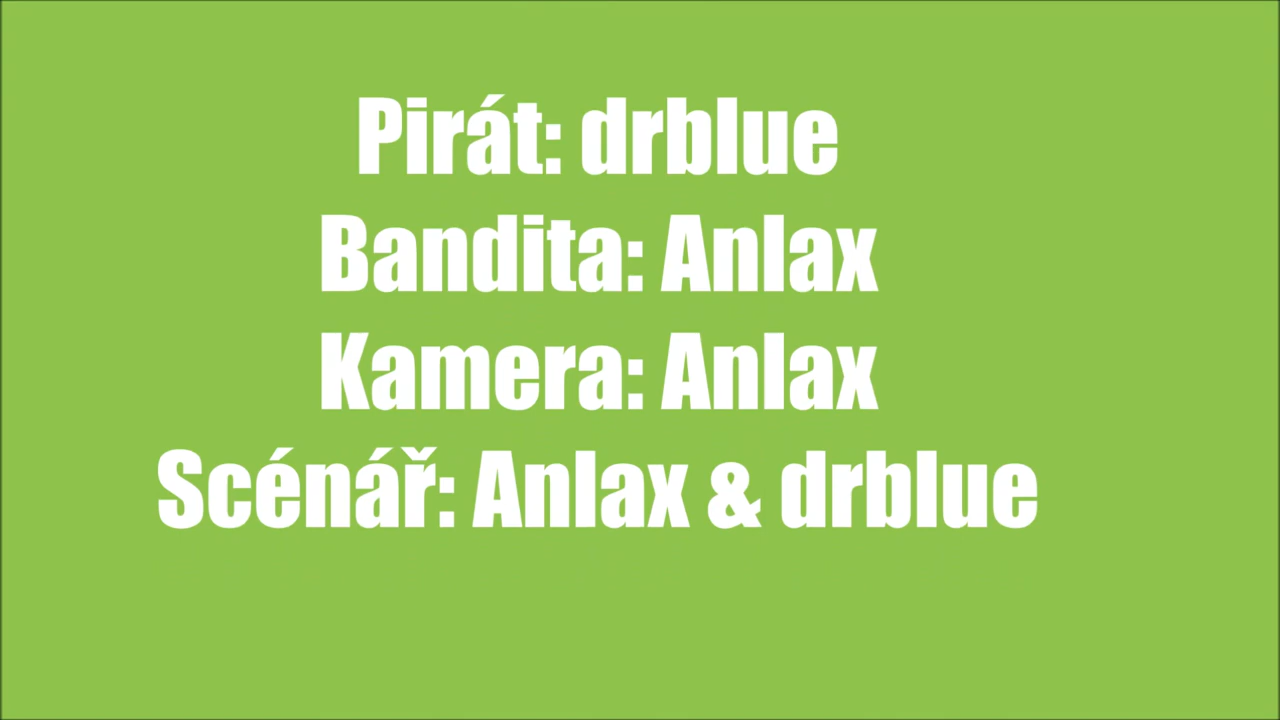 Pirát: drblue
Bandita: Anlax
Kamera: Anlax
Scénář: Anlax & drblue